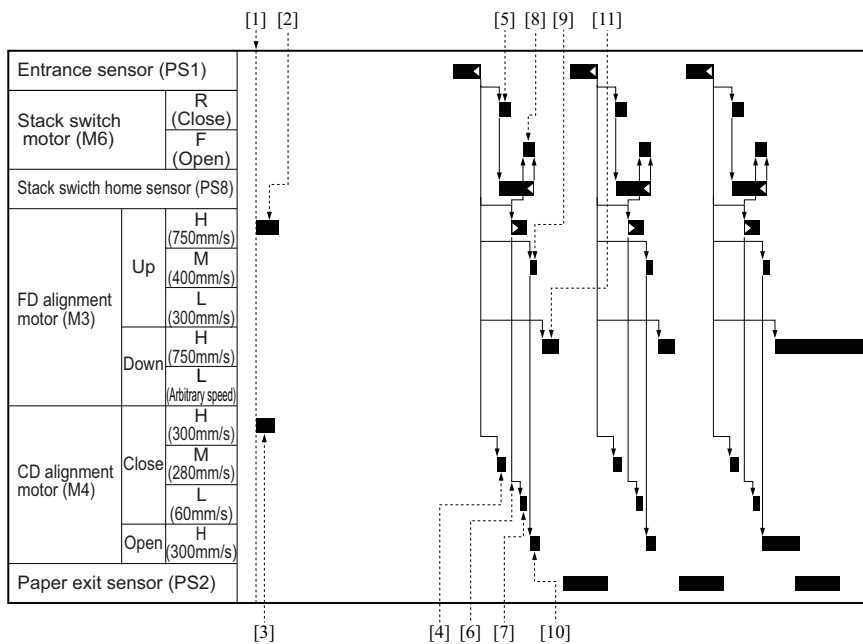 [1] [2] [5] [8] [9] [11]
Entrance sensor (PS1)
Stack switch
motor (M6)
R
(Close)
F
(Open)
Stack swicth home sensor (PS8)
FD alignment
motor (M3)
Up
H
(750mm/s)
M
(400mm/s)
L
(300mm/s)
Down
H
(750mm/s)
L
(Arbitrary speed)
CD alignment
motor (M4)
Close
H
(300mm/s)
M
(280mm/s)
L
(60mm/s)
Open
H
(300mm/s)
Paper exit sensor (PS2)
[3] [4] [6] [7] [10]